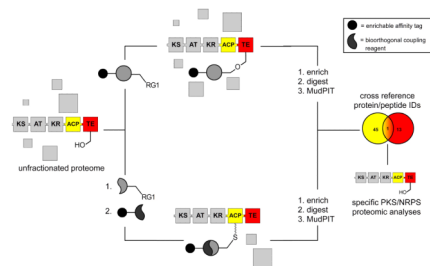 = enrichable affinity tag
= bioorthogonal coupling
reagent
KS AT KR ACP TE
O
RG1
1. enrich
2. digest
3. MudPIT
cross reference
protein/peptide IDs
KS AT KR ACP TE
HO
unfractionated proteome
45
KS AT KR ACP TE
HO
specific PKS/NRPS
proteomic analyses
1.
RG1
2.
KS AT KR ACP TE
S
1. enrich
2. digest
3. MudPIT